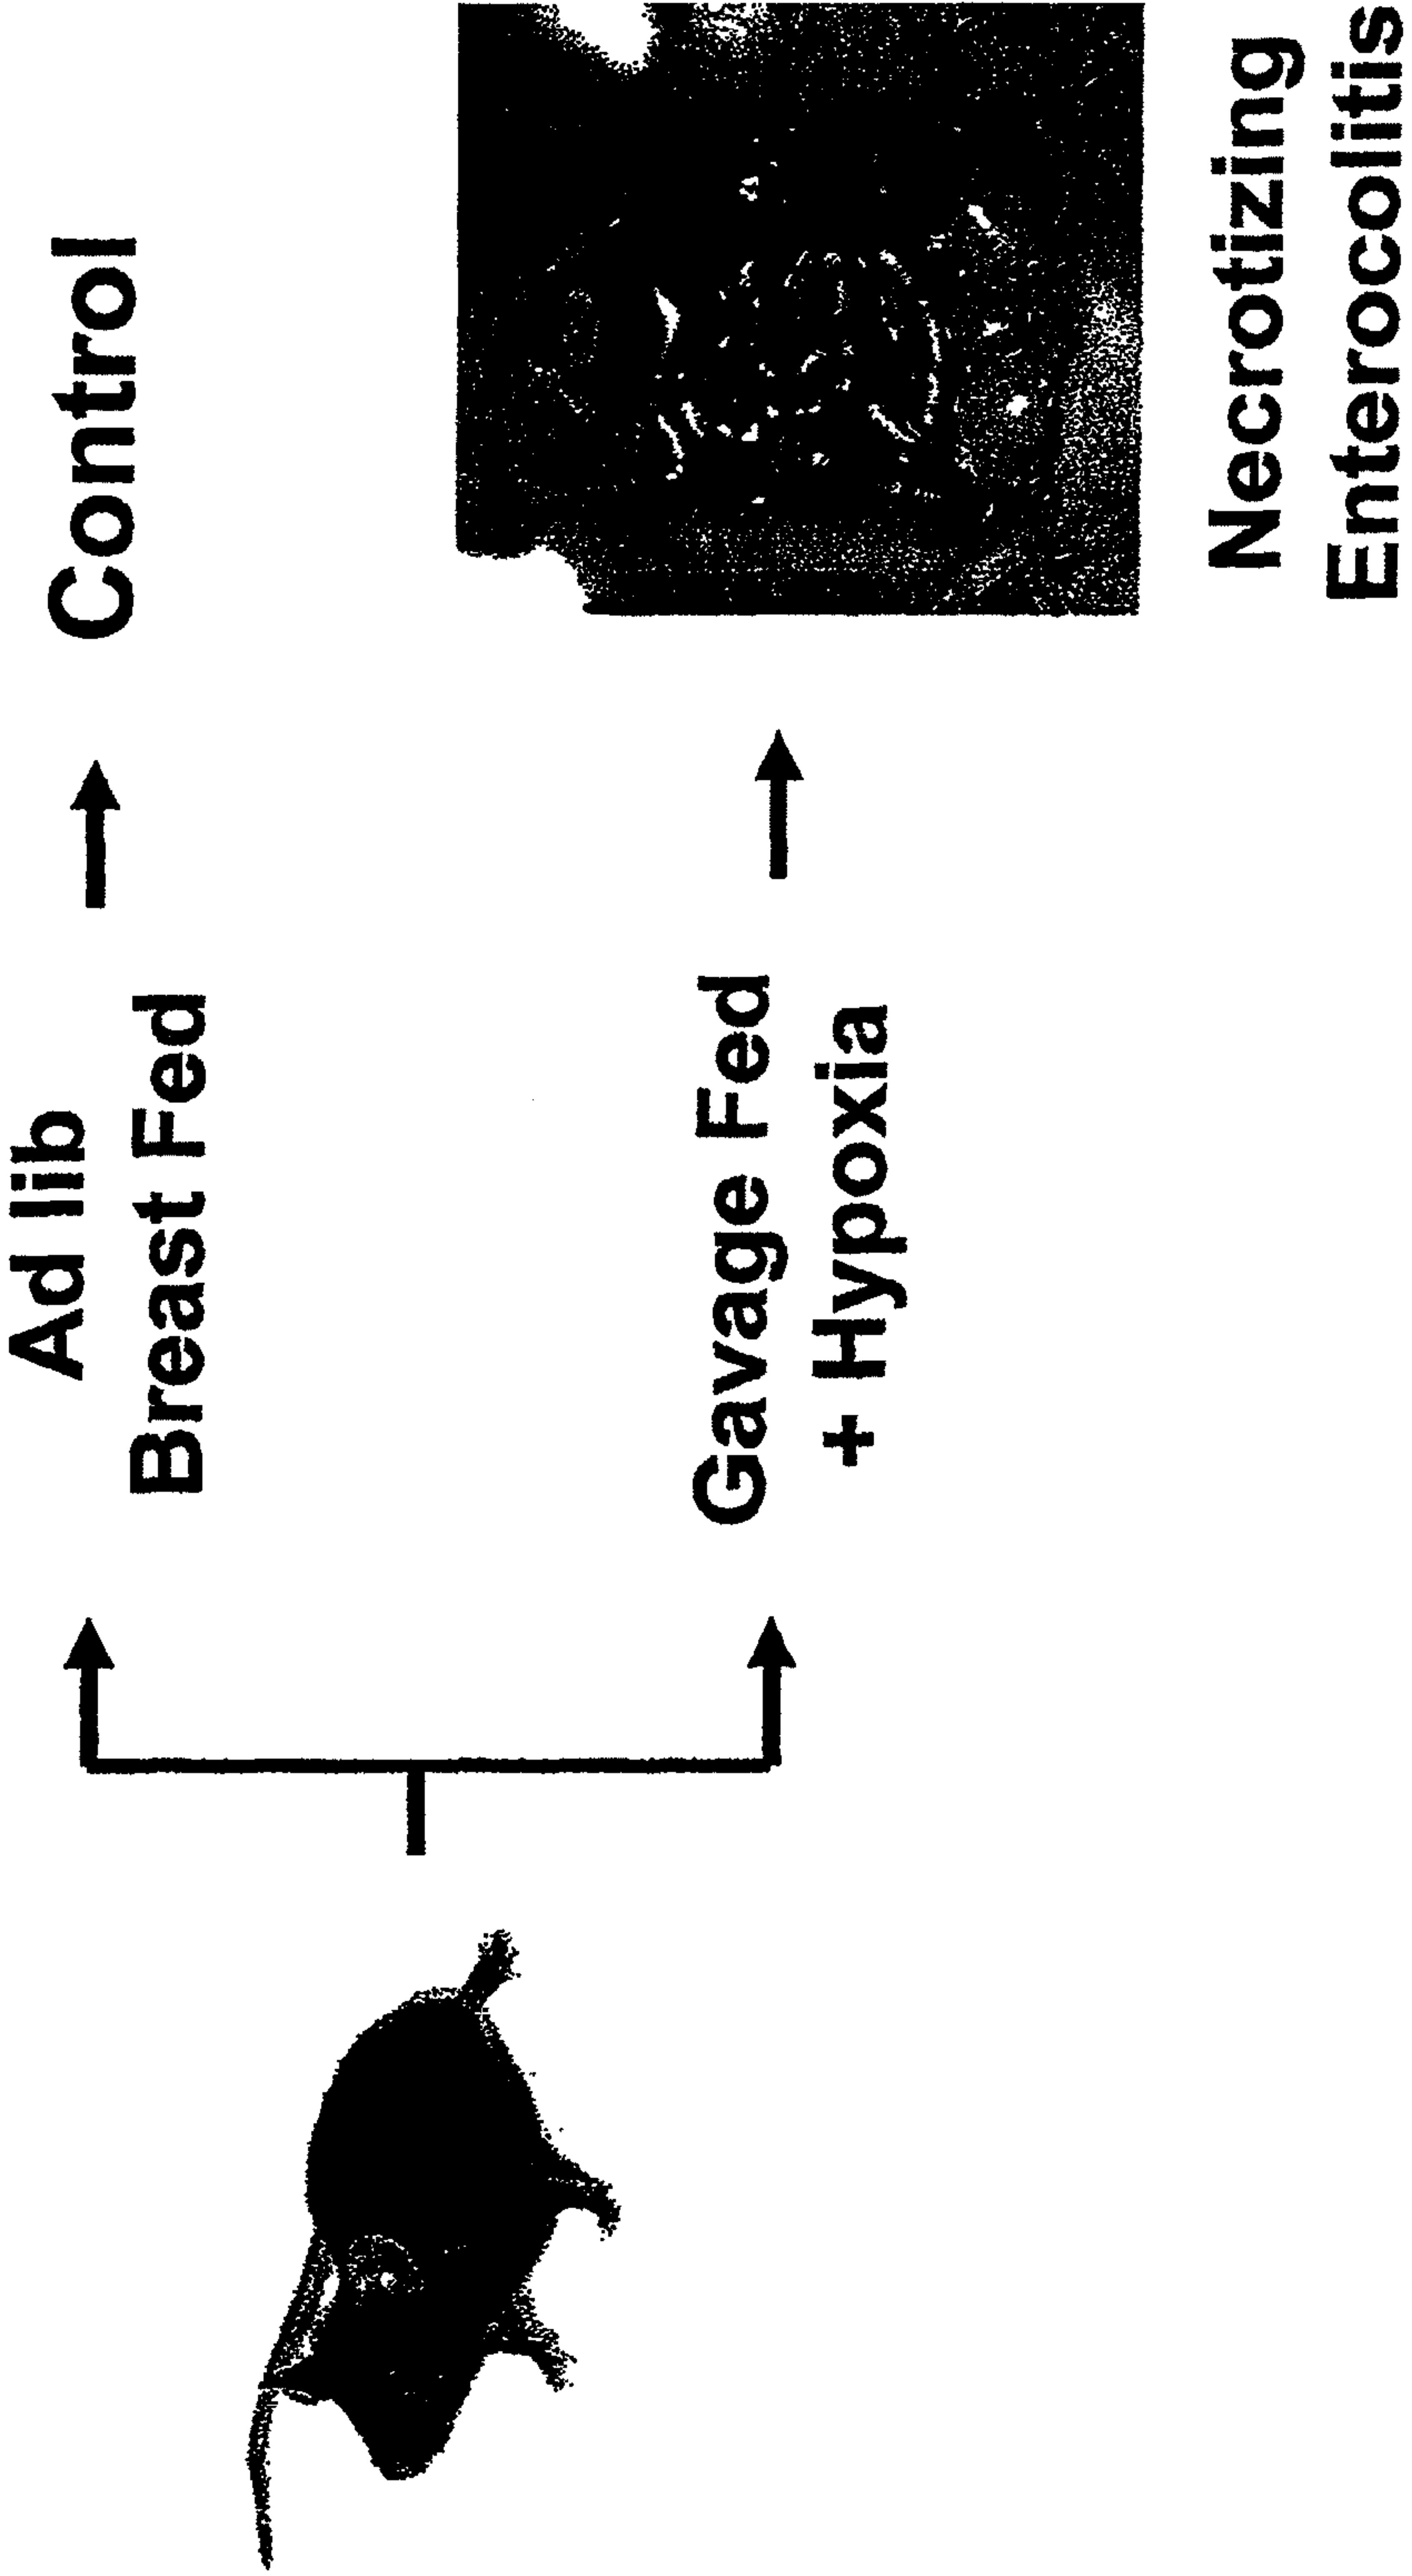 Ad lib
Breast Fed
Control
Gavage Fed
+ Hypoxia
Necrotizing
Enterocolitis